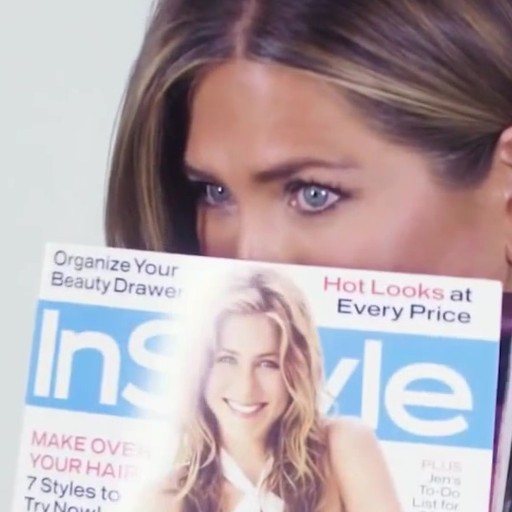 Organize Your
Beauty Drawer
Hot Looks at
Every Price
InStyle
MAKE OVER
YOUR HAIR
7 Styles to
Try Now!
PLUS
Jen's
To-Do
List for